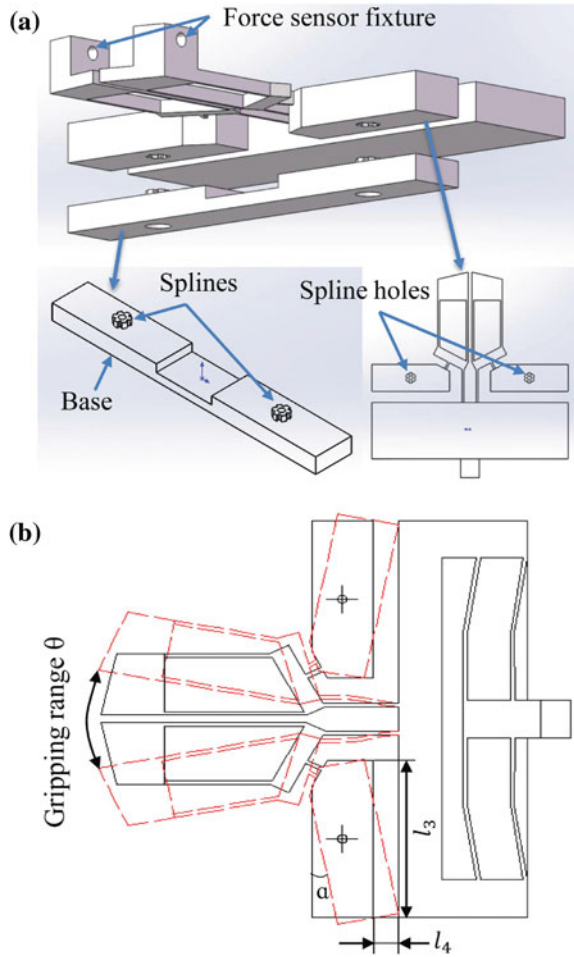 (a)
Force sensor fixture
Splines
Spline holes
Base
(b)
Gripping range θ
l₃
α
l₄